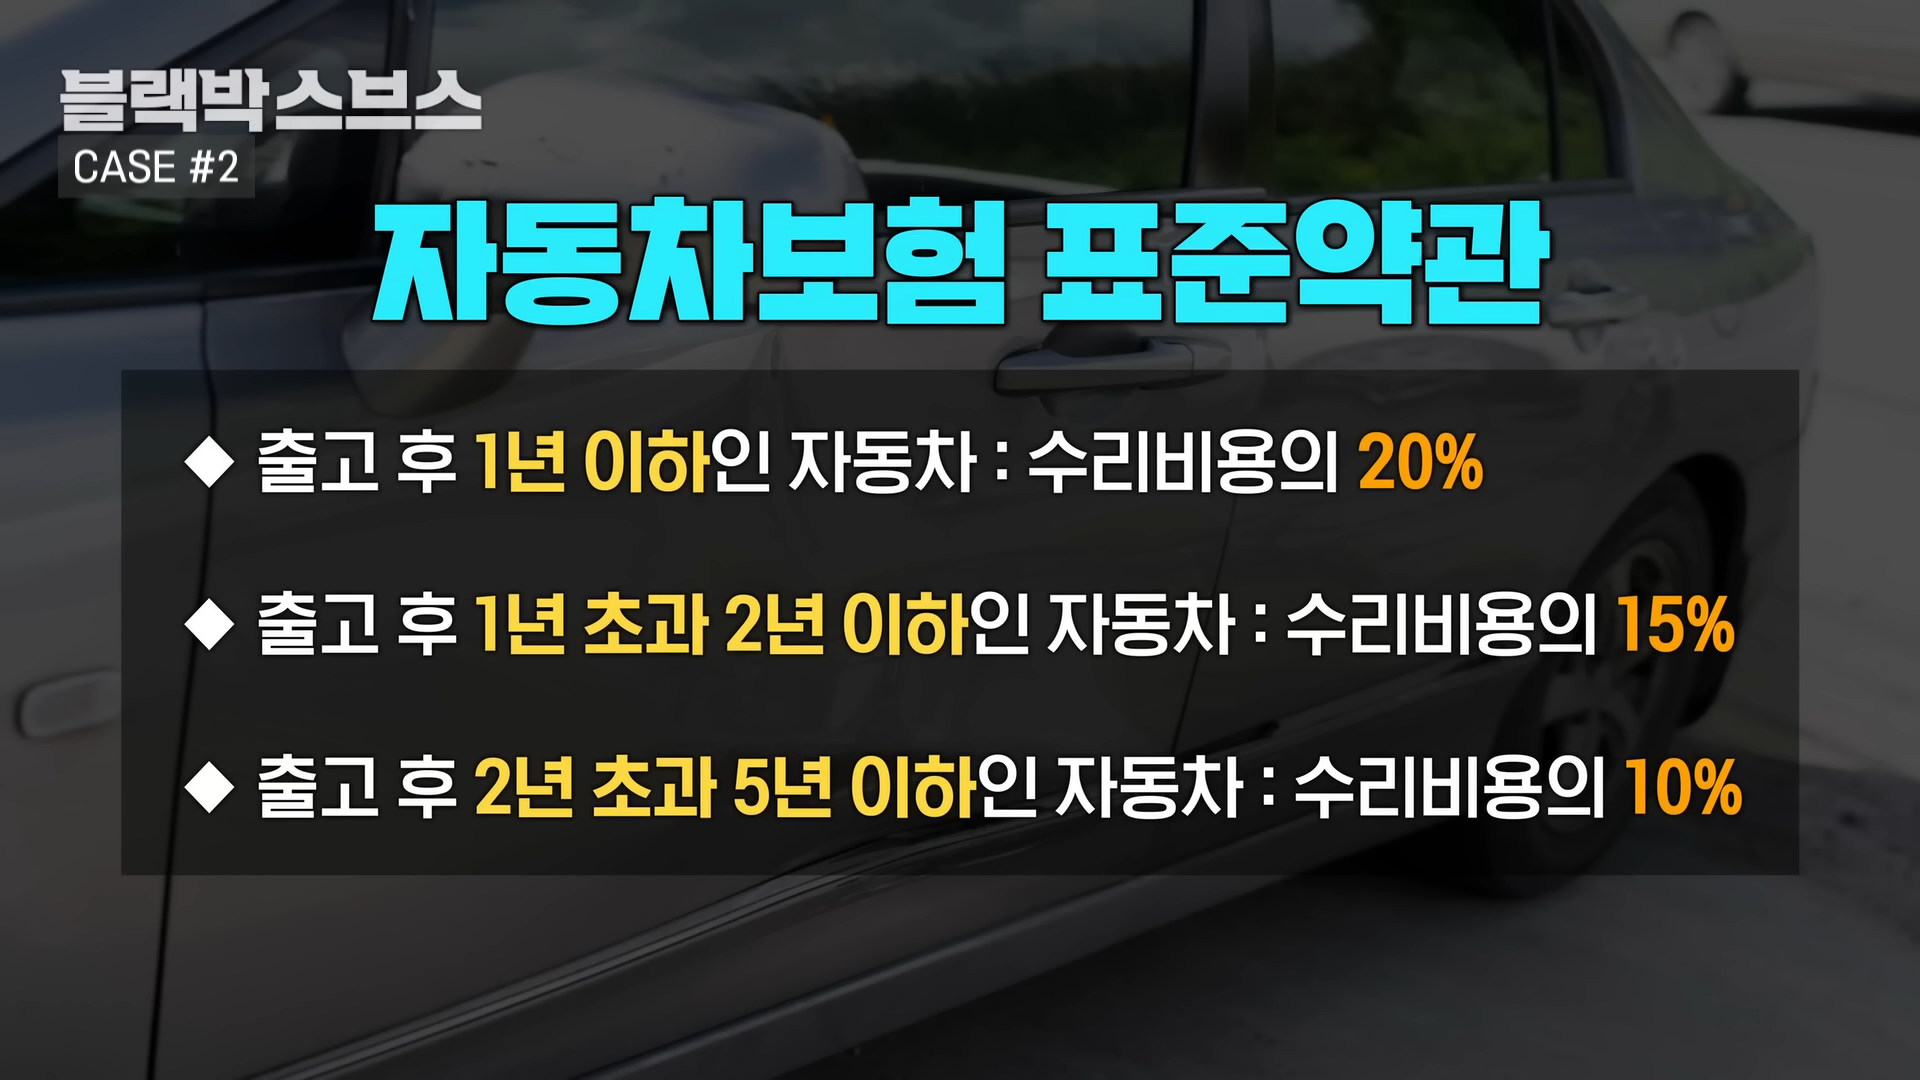 블랙박스브스
CASE #2
자동차보험 표준약관
◆ 출고 후 1년 이하인 자동차 : 수리비용의 20%
◆ 출고 후 1년 초과 2년 이하인 자동차 : 수리비용의 15%
◆ 출고 후 2년 초과 5년 이하인 자동차 : 수리비용의 10%